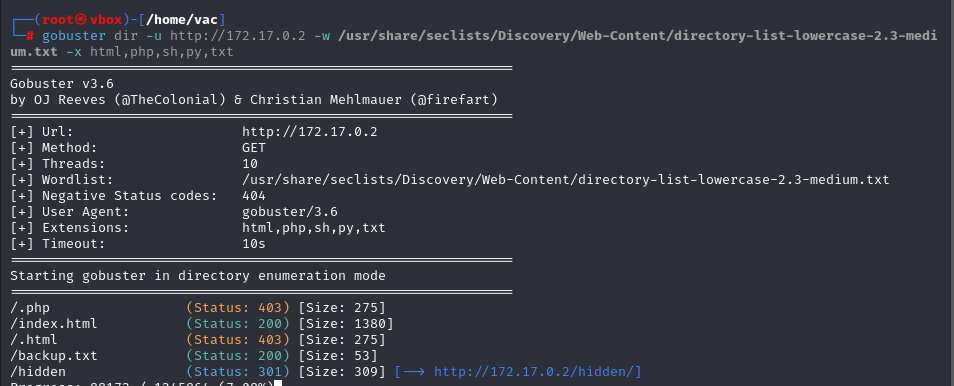 ┌──(root㉿vbox)-[/home/vac]
└─# gobuster dir -u http://172.17.0.2 -w /usr/share/seclists/Discovery/Web-Content/directory-list-lowercase-2.3-medi
um.txt -x html,php,sh,py,txt
===============================================================
Gobuster v3.6
by OJ Reeves (@TheColonial) & Christian Mehlmauer (@firefart)
===============================================================
[+] Url:                     http://172.17.0.2
[+] Method:                  GET
[+] Threads:                 10
[+] Wordlist:                /usr/share/seclists/Discovery/Web-Content/directory-list-lowercase-2.3-medium.txt
[+] Negative Status codes:   404
[+] User Agent:              gobuster/3.6
[+] Extensions:              html,php,sh,py,txt
[+] Timeout:                 10s
===============================================================
Starting gobuster in directory enumeration mode
===============================================================
/.php                 (Status: 403) [Size: 275]
/index.html           (Status: 200) [Size: 1380]
/.html                (Status: 403) [Size: 275]
/backup.txt           (Status: 200) [Size: 53]
/hidden               (Status: 301) [Size: 309] [--> http://172.17.0.2/hidden/]